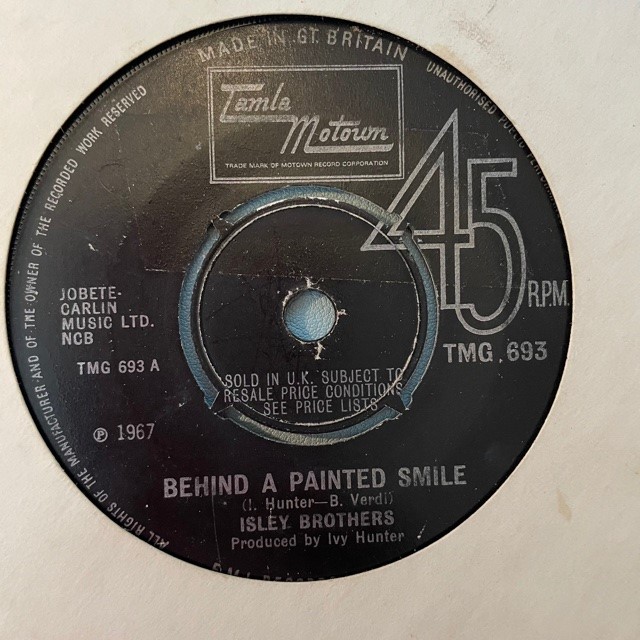 MADE IN GT. BRITAIN
UNAUTHORISED
ALL RIGHTS OF THE MANUFACTURER AND OF THE OWNER OF THE RECORDED WORK RESERVED
Tamla
Motown
TRADE MARK OF MOTOWN RECORD CORPORATION
45
R.P.M.
JOBETE-
CARLIN
MUSIC LTD.
NCB
TMG 693
TMG 693 A
SOLD IN U.K. SUBJECT TO
RESALE PRICE CONDITIONS
SEE PRICE LISTS
℗ 1967
BEHIND A PAINTED SMILE
(I. Hunter—B. Verdi)
ISLEY BROTHERS
Produced by Ivy Hunter